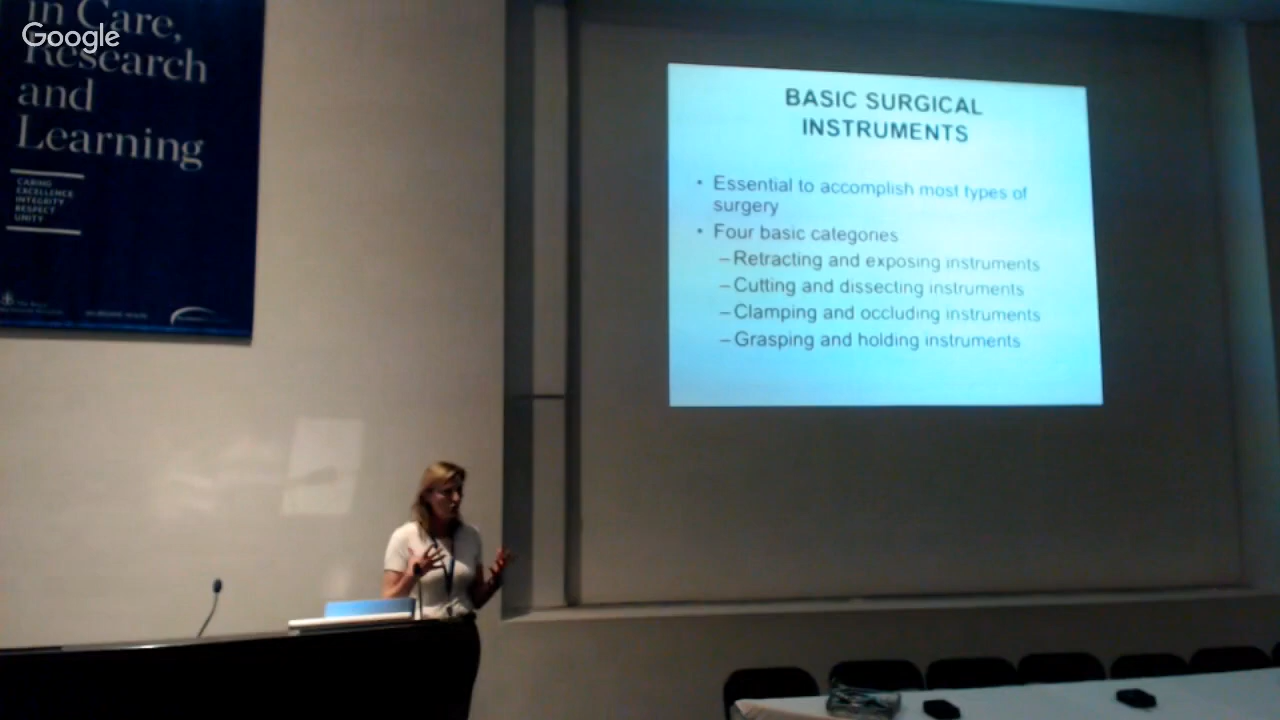 Google
in Care,
Research
and
Learning
CARING
EXCELLENCE
INTEGRITY
RESPECT
UNITY
BASIC SURGICAL
INSTRUMENTS
• Essential to accomplish most types of
surgery
• Four basic categories
– Retracting and exposing instruments
– Cutting and dissecting instruments
– Clamping and occluding instruments
– Grasping and holding instruments